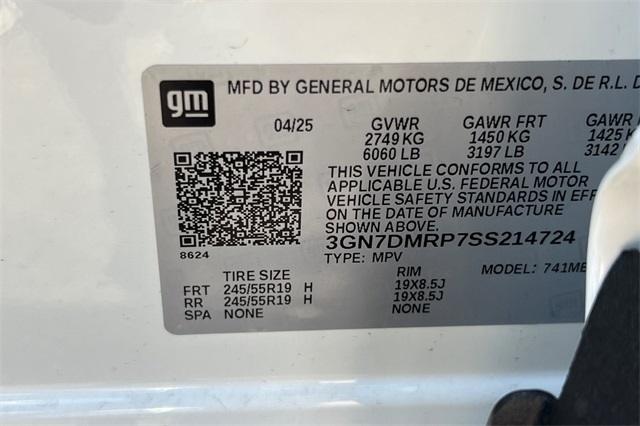 gm
MFD BY GENERAL MOTORS DE MEXICO, S. DE R.L. D
04/25 GVWR GAWR FRT GAWR
2749 KG 1450 KG 1425
6060 LB 3197 LB 3142
THIS VEHICLE CONFORMS TO ALL
APPLICABLE U.S. FEDERAL MOTOR
VEHICLE SAFETY STANDARDS IN EFF
ON THE DATE OF MANUFACTURE
SHOWN ABOVE.
3GN7DMRP7SS214724
8624
TYPE: MPV MODEL: 741ME
TIRE SIZE RIM
FRT 245/55R19 H 19X8.5J
RR 245/55R19 H 19X8.5J
SPA NONE NONE